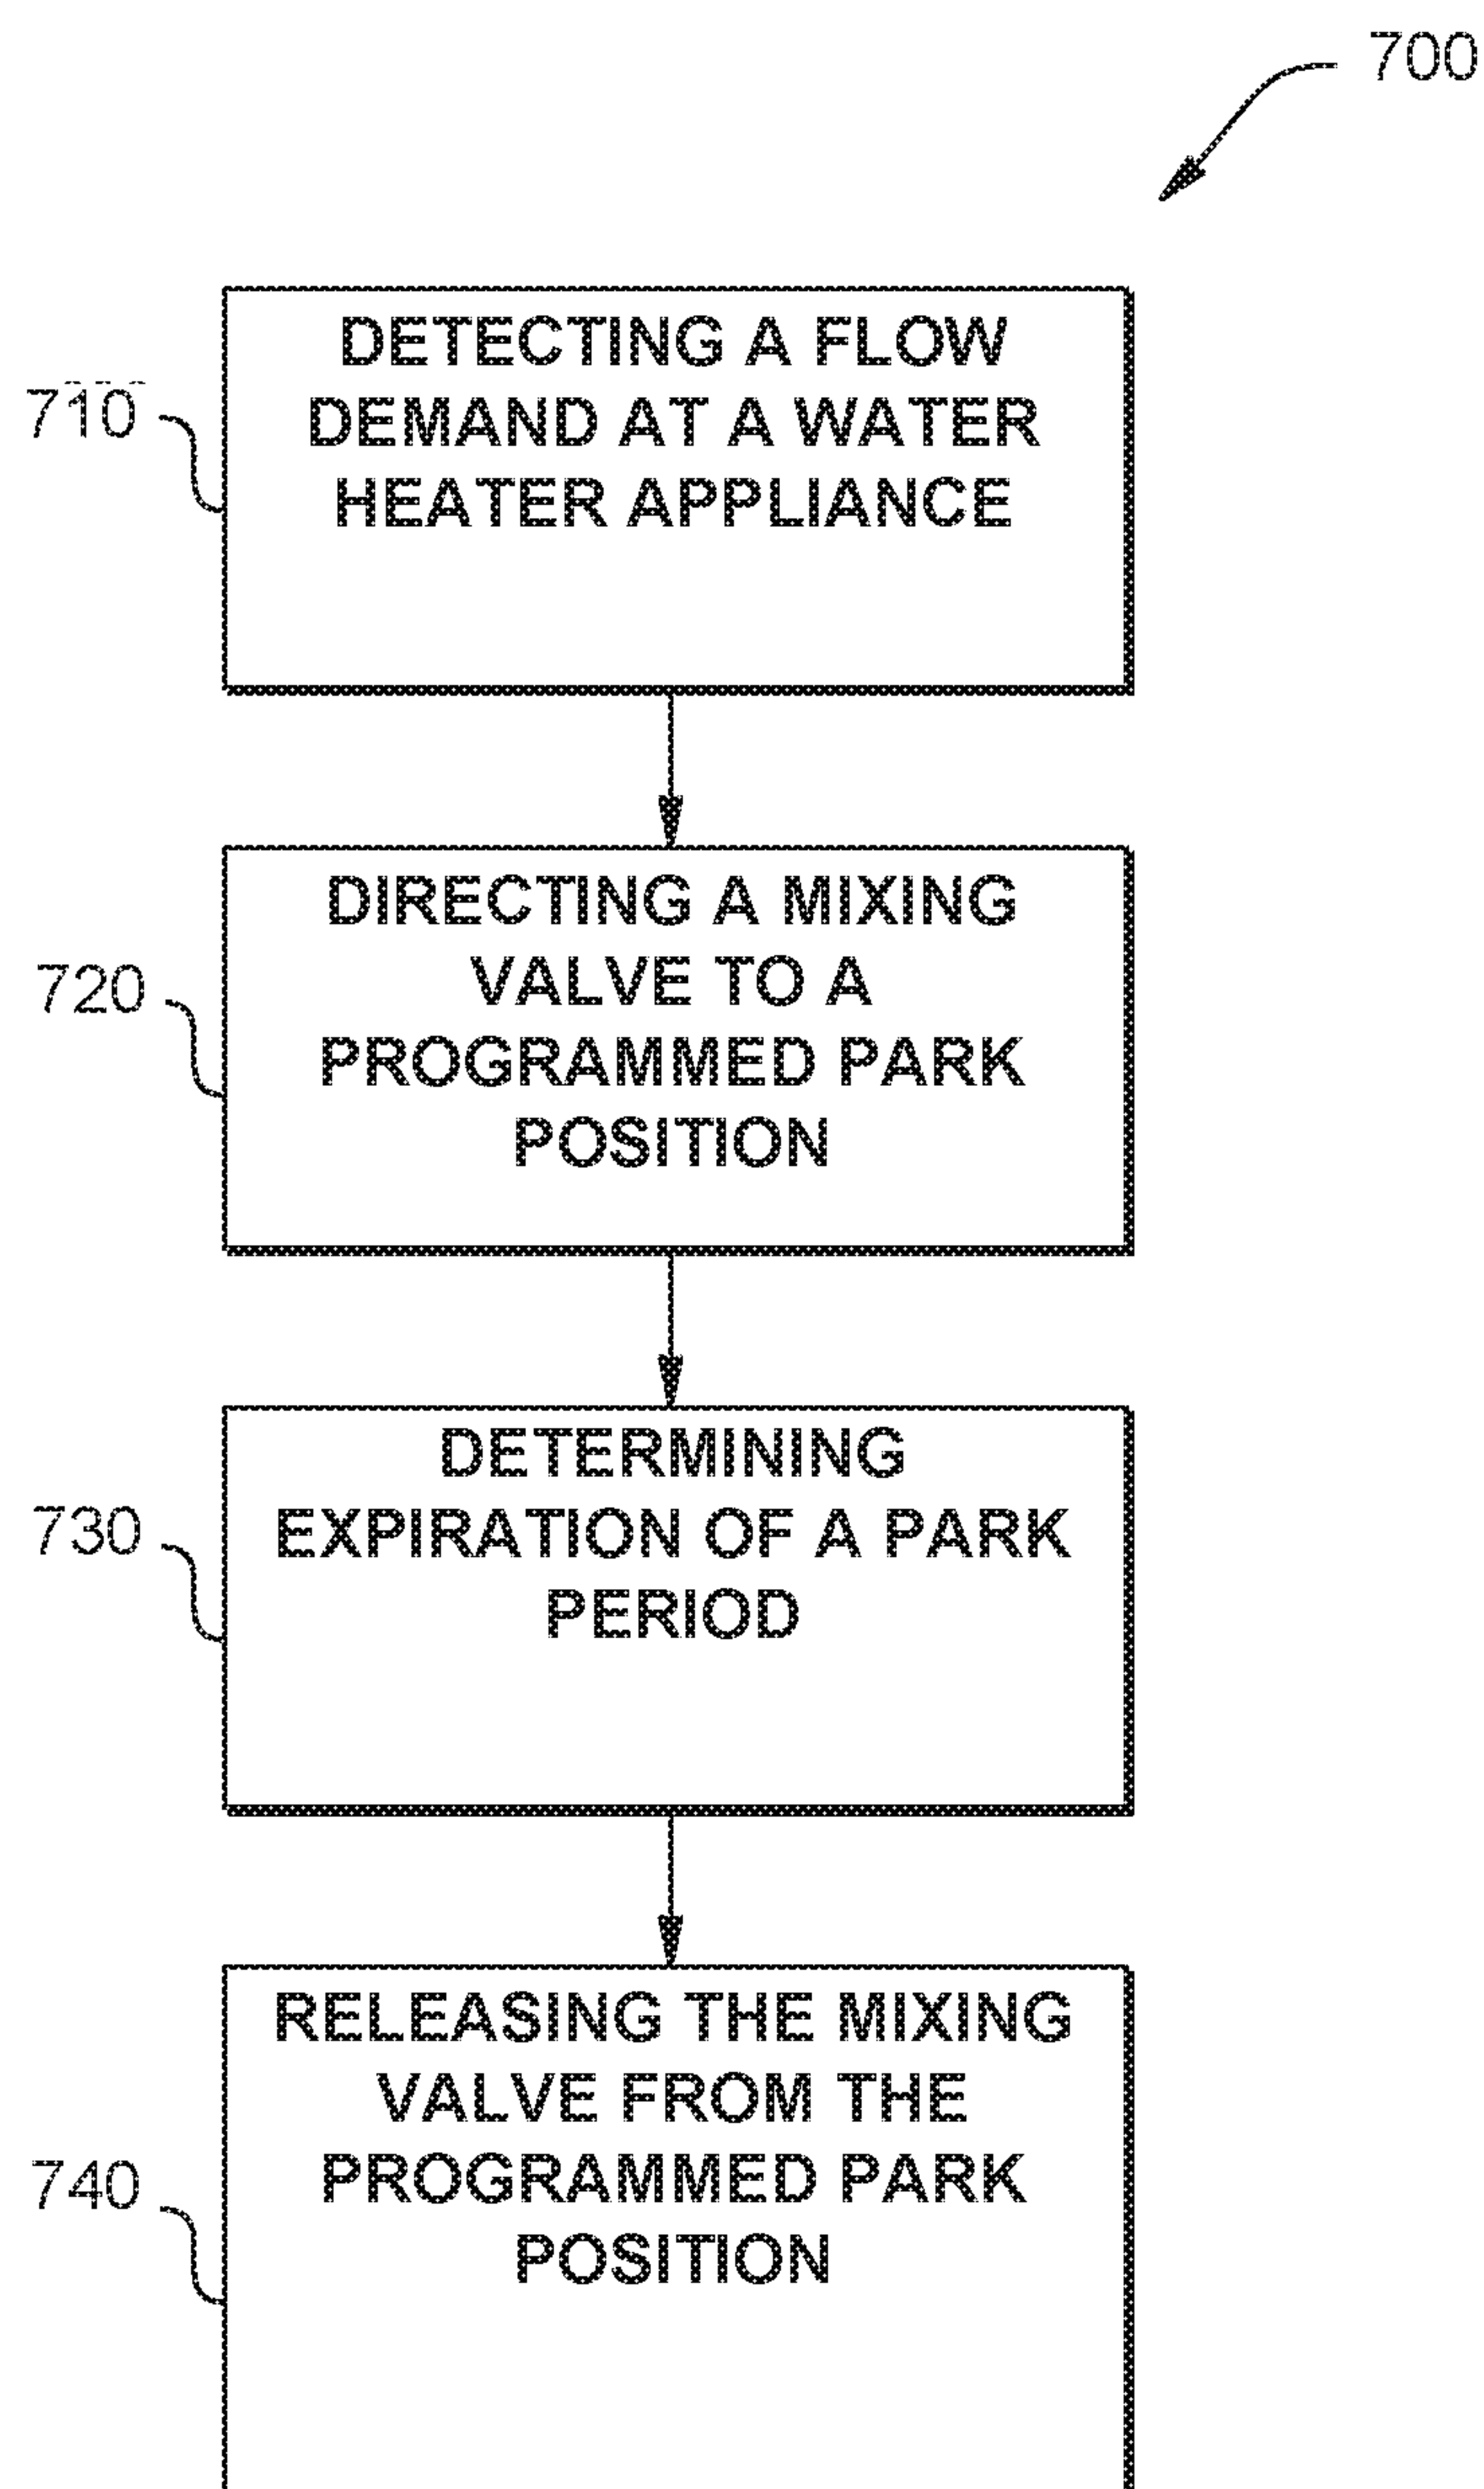 700
DETECTING A FLOW
DEMAND AT A WATER
HEATER APPLIANCE
710
DIRECTING A MIXING
VALVE TO A
PROGRAMMED PARK
POSITION
720
DETERMINING
EXPIRATION OF A PARK
PERIOD
730
RELEASING THE MIXING
VALVE FROM THE
PROGRAMMED PARK
POSITION
740